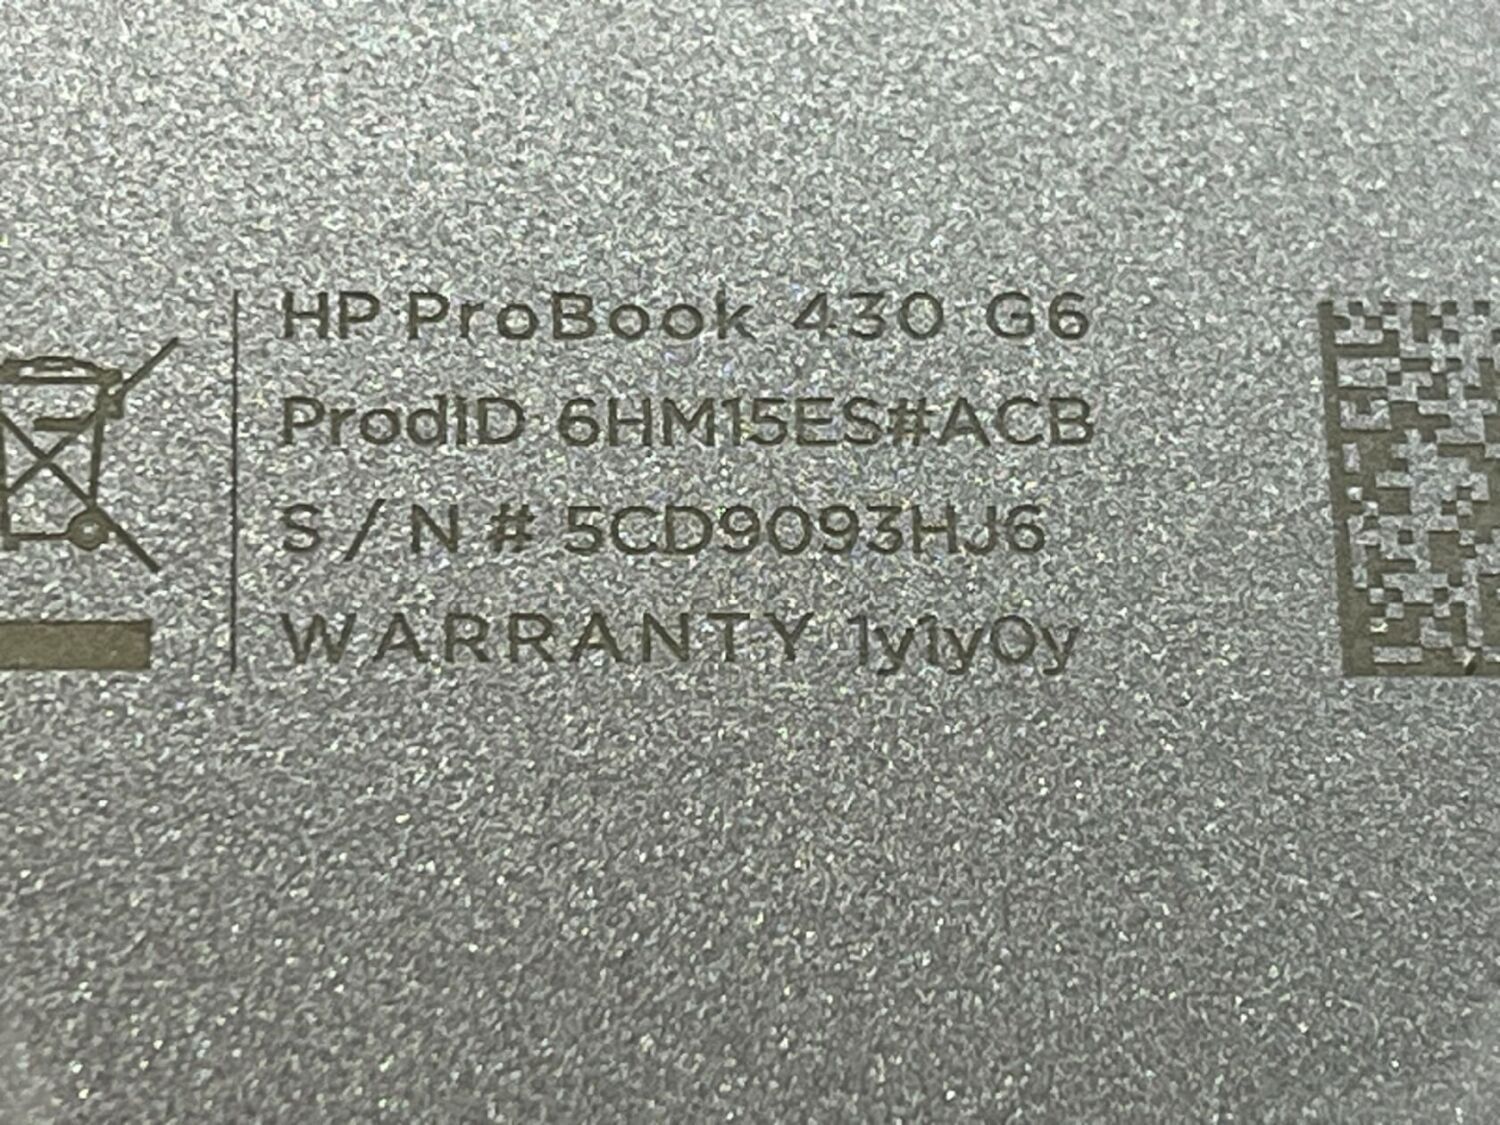 HP ProBook 430 G6
ProdID 6HM15ES#ACB
S/N# 5CD9093HJ6
WARRANTY 1y1y0y